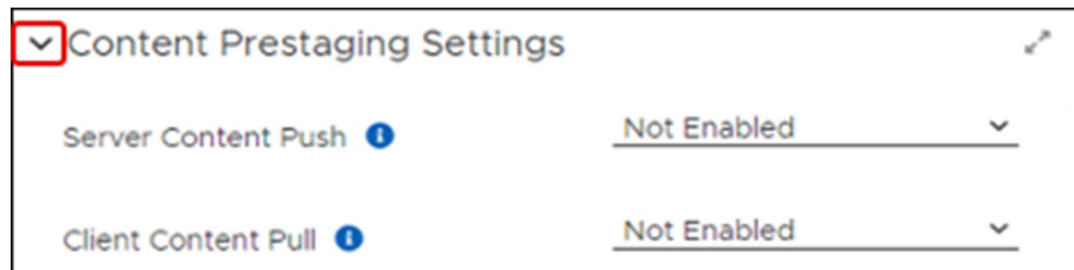 Content Prestaging Settings
Server Content Push Not Enabled
Client Content Pull Not Enabled